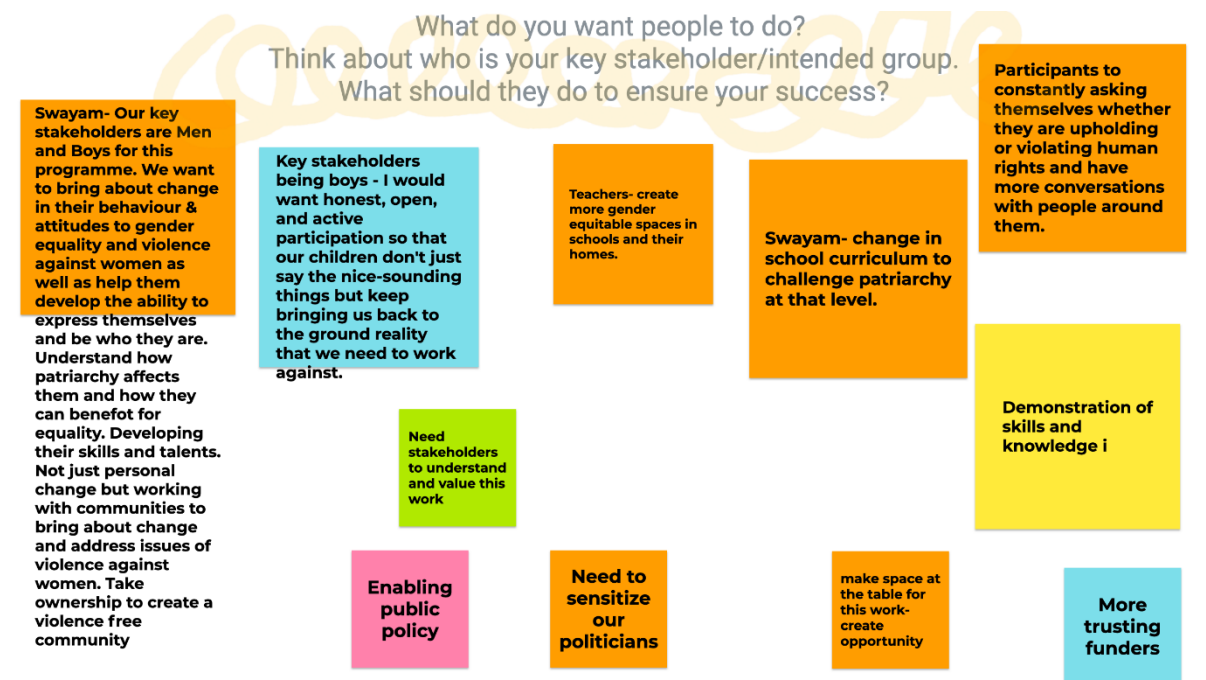 What do you want people to do?
Think about who is your key stakeholder/intended group.
What should they do to ensure your success?
Swayam- Our key
stakeholders are Men
and Boys for this
programme. We want
to bring about change
in their behaviour &
attitudes to gender
equality and violence
against women as
well as help them
develop the ability to
express themselves
and be who they are.
Understand how
patriarchy affects
them and how they
can benefot for
equality. Developing
their skills and talents.
Not just personal
change but working
with communities to
bring about change
and address issues of
violence against
women. Take
ownership to create a
violence free
community
Key stakeholders
being boys - I would
want honest, open,
and active
participation so that
our children don't just
say the nice-sounding
things but keep
bringing us back to
the ground reality
that we need to work
against.
Teachers- create
more gender
equitable spaces in
schools and their
homes.
Swayam- change in
school curriculum to
challenge patriarchy
at that level.
Participants to
constantly asking
themselves whether
they are upholding
or violating human
rights and have
more conversations
with people around
them.
Need
stakeholders
to understand
and value this
work
Demonstration of
skills and
knowledge i
Enabling
public
policy
Need to
sensitize
our
politicians
make space at
the table for
this work-
create
opportunity
More
trusting
funders